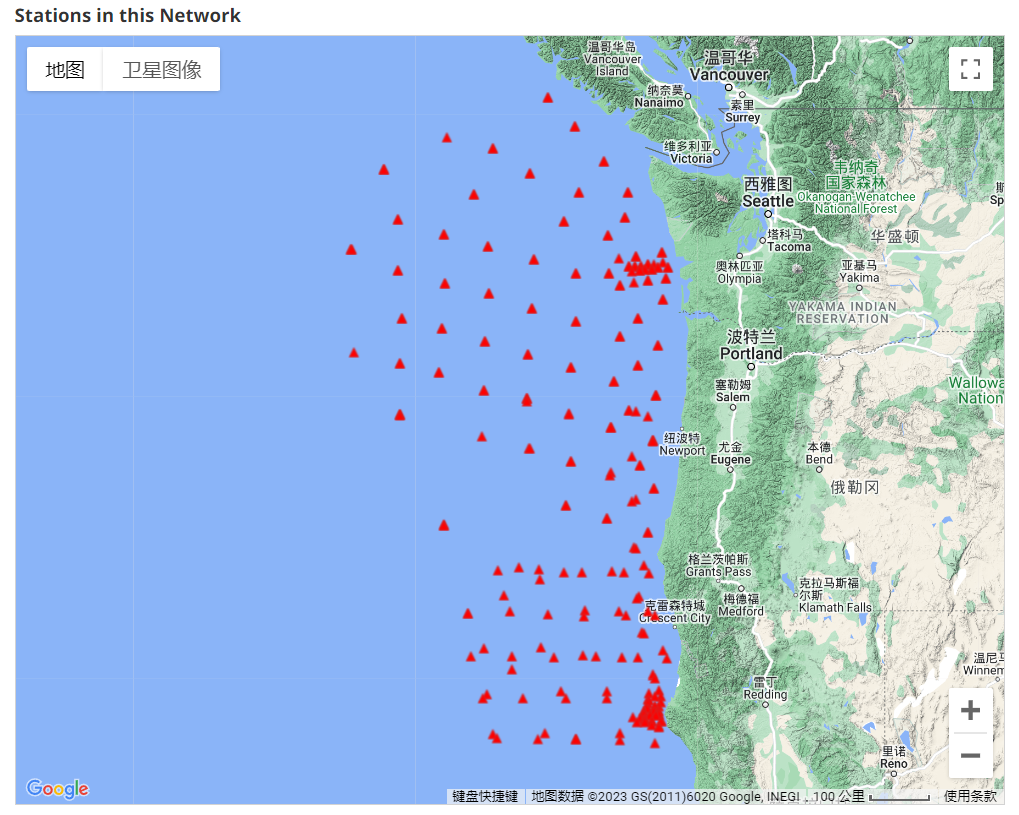 Stations in this Network
地图
卫星图像
温哥华岛
Vancouver
Island
温哥华
Vancouver
纳奈莫
Nanaimo
素里
Surrey
维多利亚
Victoria
西雅图
Seattle
韦纳奇
国家森林
Okanogan-Wenatchee
National Forest
斯
Sp
塔科马
Tacoma
华盛顿
奥林匹亚
Olympia
亚基马
Yakima
YAKAMA INDIAN
RESERVATION
波特兰
Portland
塞勒姆
Salem
Wallowa
Nation
纽波特
Newport
尤金
Eugene
本德
Bend
俄勒冈
格兰茨帕斯
Grants Pass
克雷森特城
Crescent City
梅德福
Medford
克拉马斯福
尔斯
Klamath Falls
温尼马
Winnem
雷丁
Redding
里诺
Reno
Google
键盘快捷键
地图数据 ©2023 GS(2011)6020 Google, INEGI
100 公里
使用条款